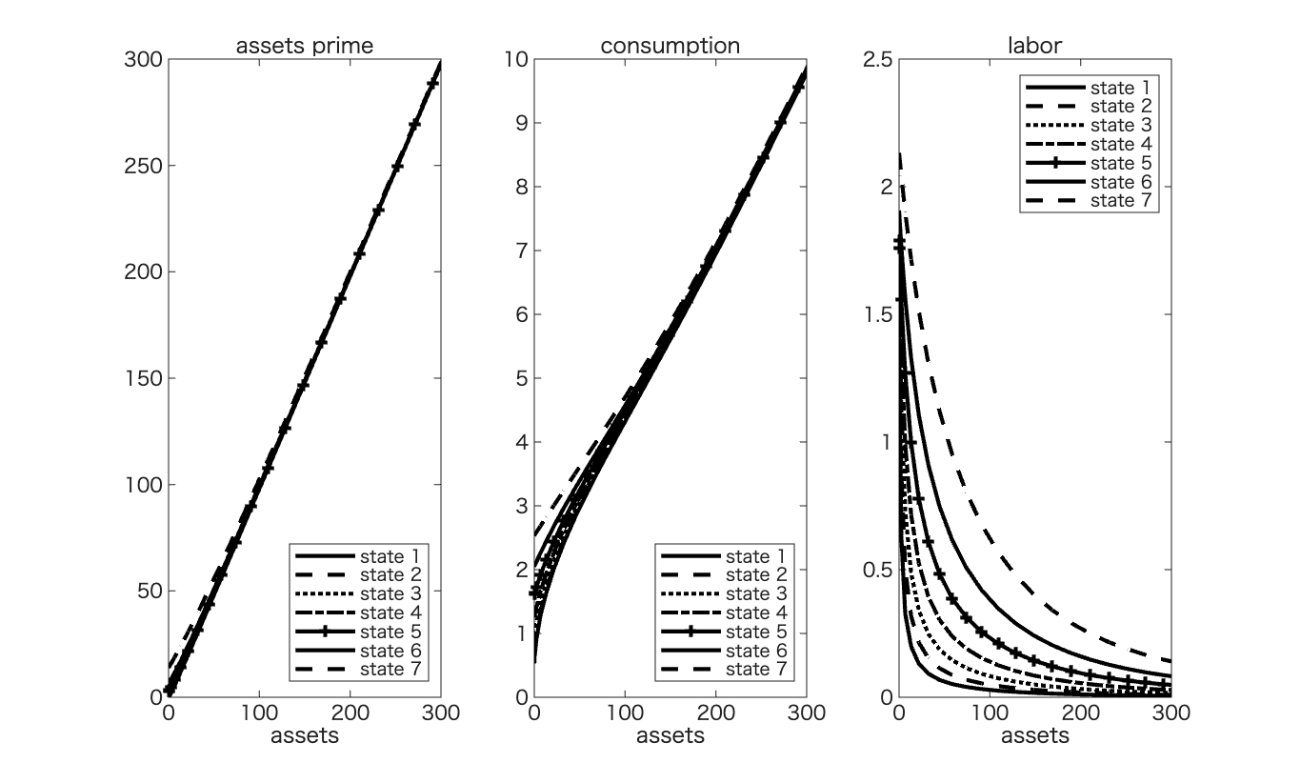 assets prime
300
250
200
150
100
50
0
0 100 200 300
assets
state 1
state 2
state 3
state 4
state 5
state 6
state 7
consumption
10
9
8
7
6
5
4
3
2
1
0
0 100 200 300
assets
state 1
state 2
state 3
state 4
state 5
state 6
state 7
labor
2.5
2
1.5
1
0.5
0
0 100 200 300
assets
state 1
state 2
state 3
state 4
state 5
state 6
state 7